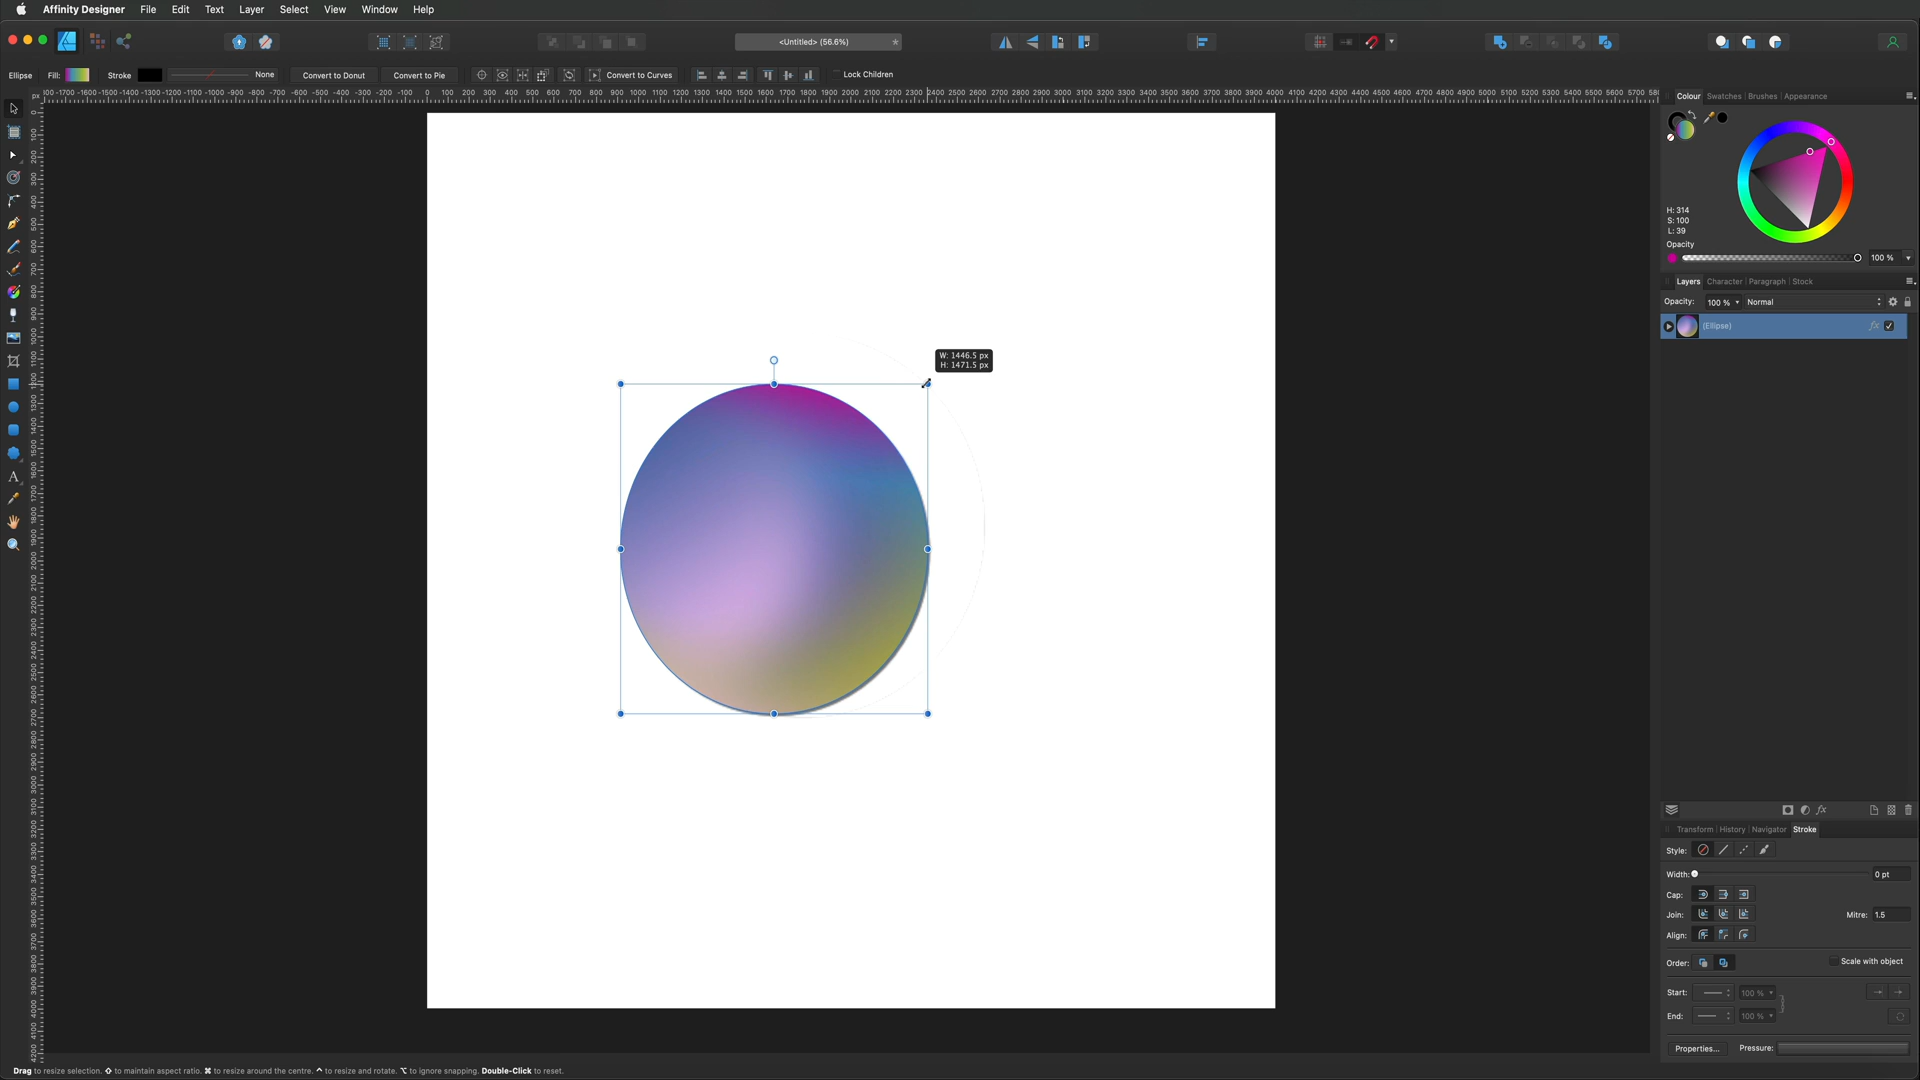 Affinity Designer File Edit Text Layer Select View Window Help
<Untitled> (56.6%)
Ellipse Fill: Stroke None Convert to Donut Convert to Pie Convert to Curves Lock Children
px
Colour Swatches Brushes Appearance
H: 314
S: 100
L: 39
Opacity
100 %
Layers Character Paragraph Stock
Opacity: 100 % Normal
(Ellipse)
W: 1446.5 px
H: 1471.5 px
Transform History Navigator Stroke
Style:
Width: 0 pt
Cap:
Join: Mitre: 1.5
Align:
Order: Scale with object
Start: 100 %
End: 100 %
Properties... Pressure:
Drag to resize selection. ⇧ to maintain aspect ratio. ⌘ to resize around the centre. ^ to resize and rotate. ⌥ to ignore snapping. Double-Click to reset.